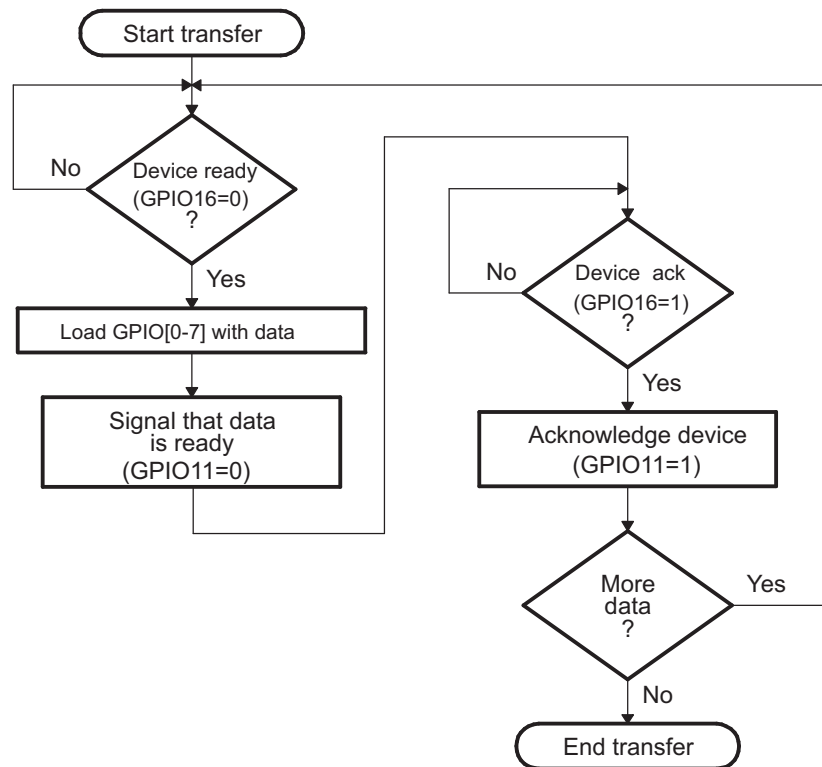 Start transfer
No
Device ready
(GPIO16=0)
?
Yes
Load GPIO[0-7] with data
Signal that data
is ready
(GPIO11=0)
No
Device ack
(GPIO16=1)
?
Yes
Acknowledge device
(GPIO11=1)
More
data
?
Yes
No
End transfer